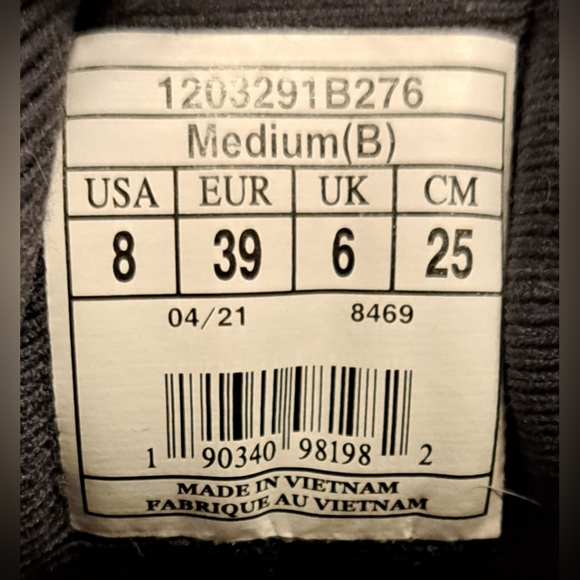 1203291B276
Medium(B)
USA EUR UK CM
8 39 6 25
04/21 8469
1 90340 98198 2
MADE IN VIETNAM
FABRIQUE AU VIETNAM